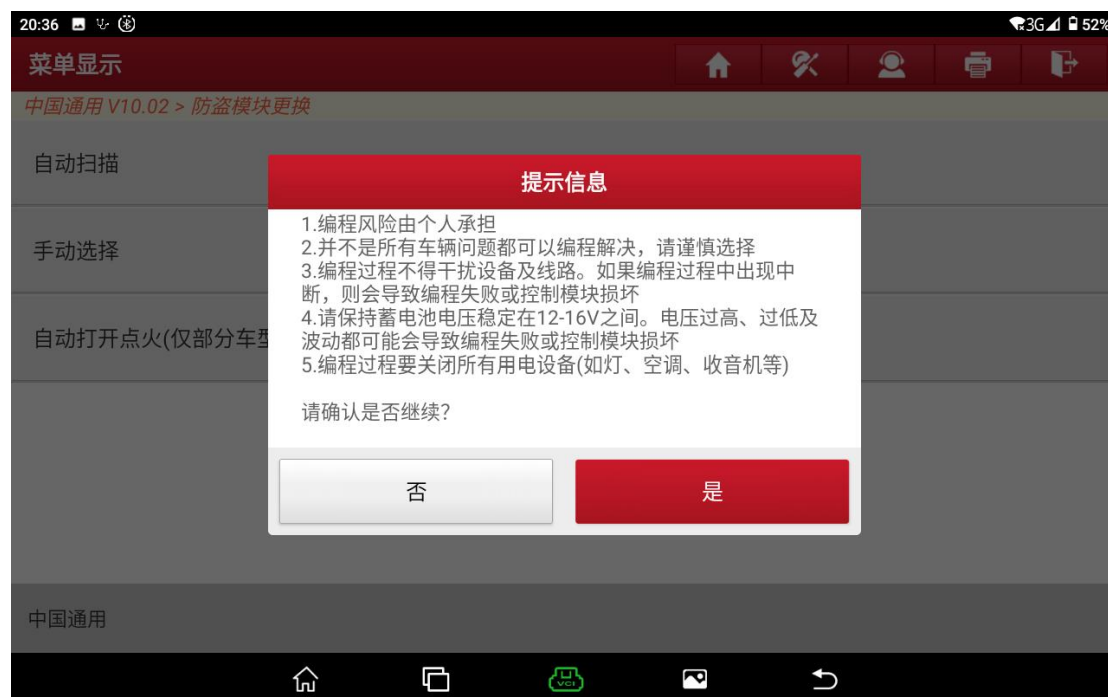 20:36
3G 52%
菜单显示
中国通用 V10.02 > 防盗模块更换
自动扫描
手动选择
自动打开点火(仅部分车型
提示信息
1.编程风险由个人承担
2.并不是所有车辆问题都可以编程解决，请谨慎选择
3.编程过程不得干扰设备及线路。如果编程过程中出现中
断，则会导致编程失败或控制模块损坏
4.请保持蓄电池电压稳定在12-16V之间。电压过高、过低及
波动都可能会导致编程失败或控制模块损坏
5.编程过程要关闭所有用电设备(如灯、空调、收音机等)
请确认是否继续？
否
是
中国通用
VCI